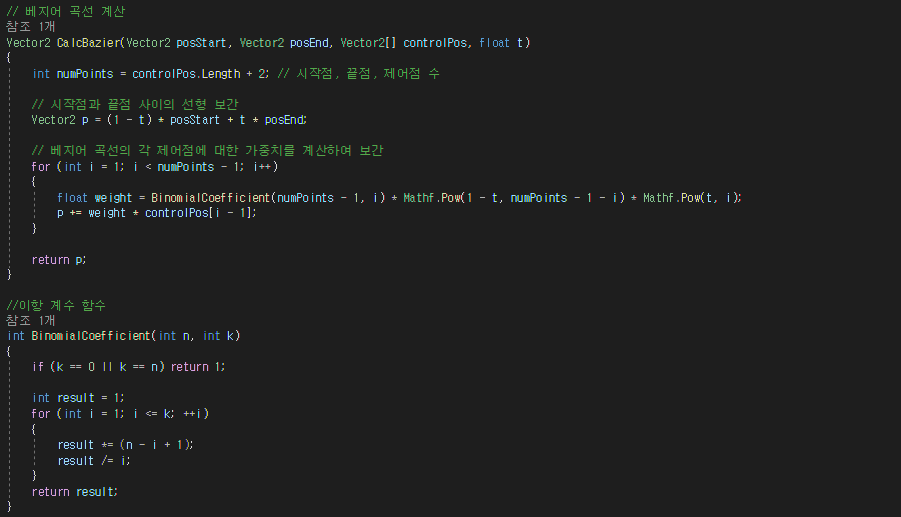 // 베지어 곡선 계산
참조 1개
Vector2 CalcBazier(Vector2 posStart, Vector2 posEnd, Vector2[] controlPos, float t)
{
int numPoints = controlPos.Length + 2; // 시작점, 끝점, 제어점 수
// 시작점과 끝점 사이의 선형 보간
Vector2 p = (1 - t) * posStart + t * posEnd;
// 베지어 곡선의 각 제어점에 대한 가중치를 계산하여 보간
for (int i = 1; i < numPoints - 1; i++)
{
float weight = BinomialCoefficient(numPoints - 1, i) * Mathf.Pow(1 - t, numPoints - 1 - i) * Mathf.Pow(t, i);
p += weight * controlPos[i - 1];
}
return p;
}
//이항 계수 함수
참조 1개
int BinomialCoefficient(int n, int k)
{
if (k == 0 || k == n) return 1;
int result = 1;
for (int i = 1; i <= k; ++i)
{
result *= (n - i + 1);
result /= i;
}
return result;
}